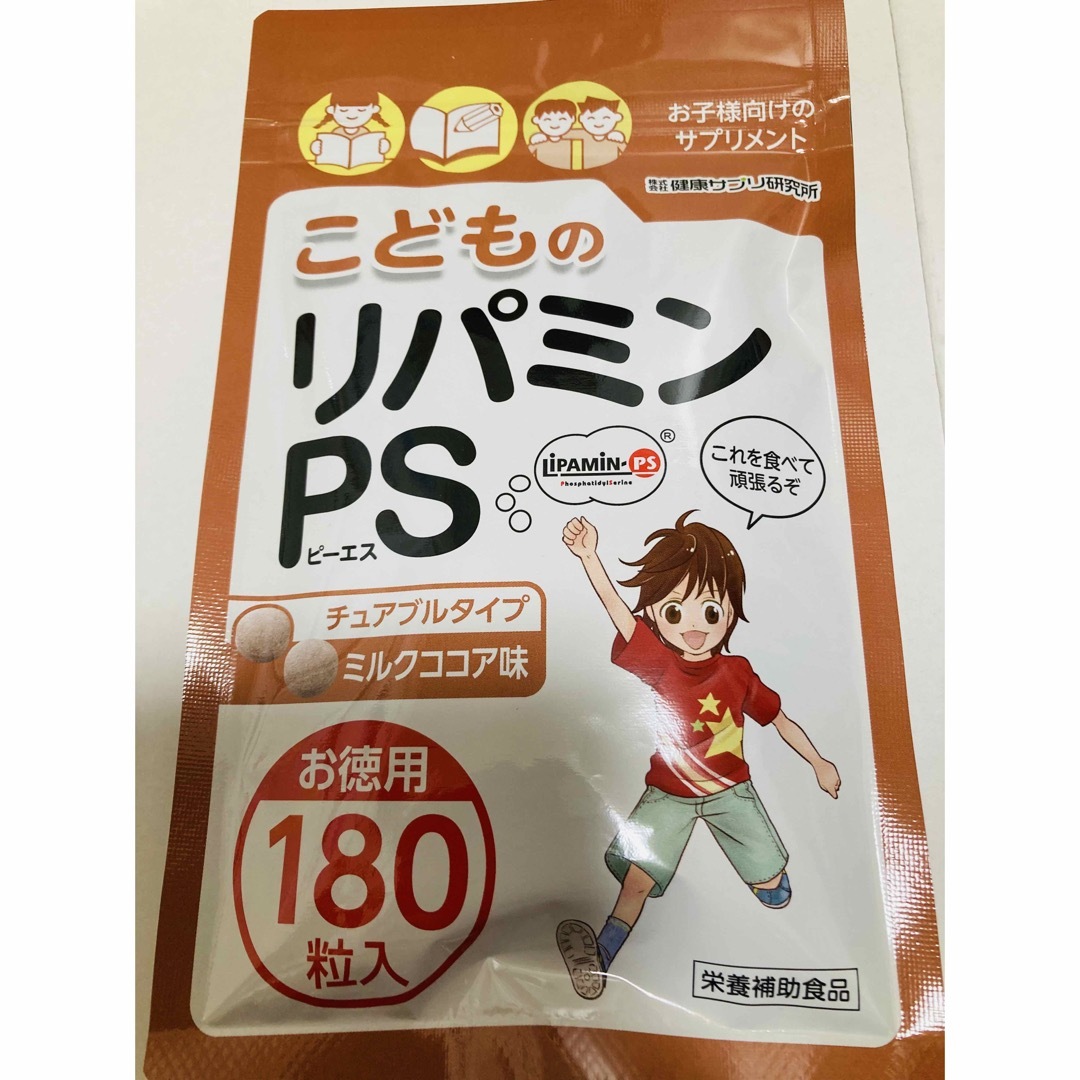 お子様向けの
サプリメント
株式会社 健康サプリ研究所
こどもの
リパミン
PS
ピーエス
LIPAMIN-PS
PhosphatidylSerine
®
これを食べて
頑張るぞ
チュアブルタイプ
ミルクココア味
お徳用
180
粒入
栄養補助食品